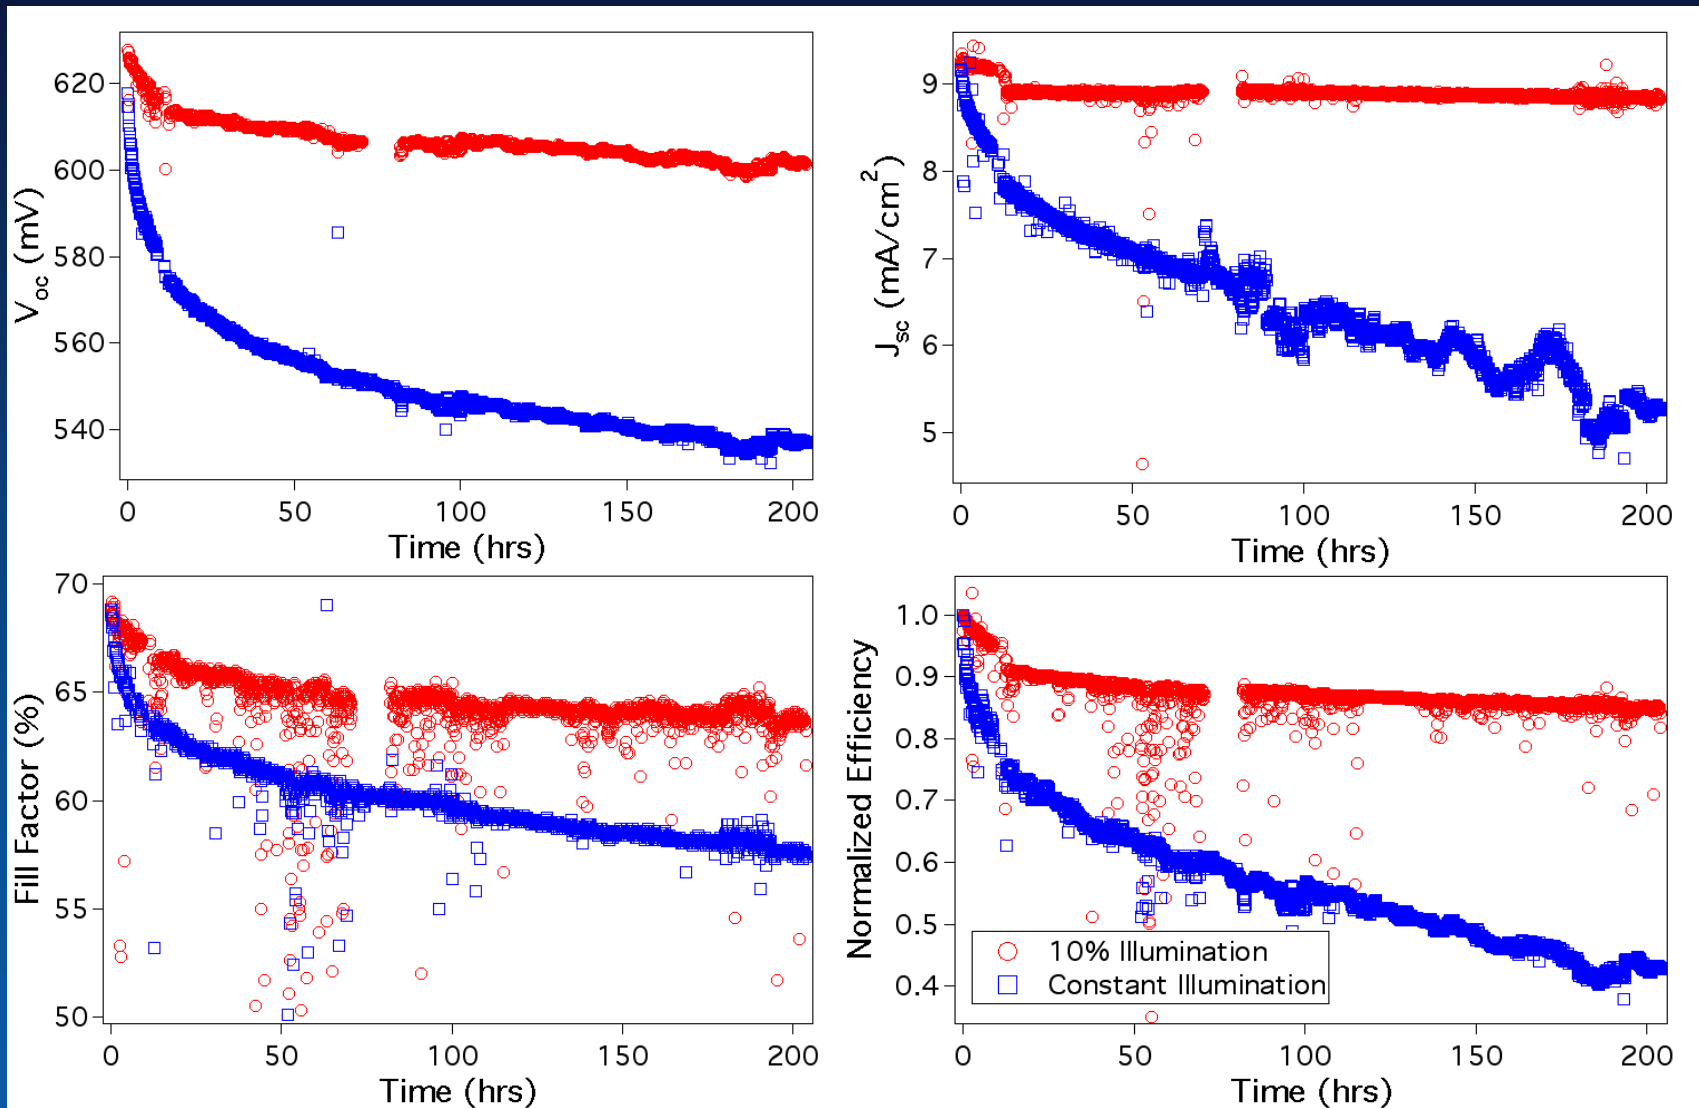 620
600
580
560
540
V_oc (mV)
0 50 100 150 200
Time (hrs)
9
8
7
6
5
J_sc (mA/cm²)
0 50 100 150 200
Time (hrs)
70
65
60
55
50
Fill Factor (%)
0 50 100 150 200
Time (hrs)
1.0
0.9
0.8
0.7
0.6
0.5
0.4
Normalized Efficiency
10% Illumination
Constant Illumination
0 50 100 150 200
Time (hrs)